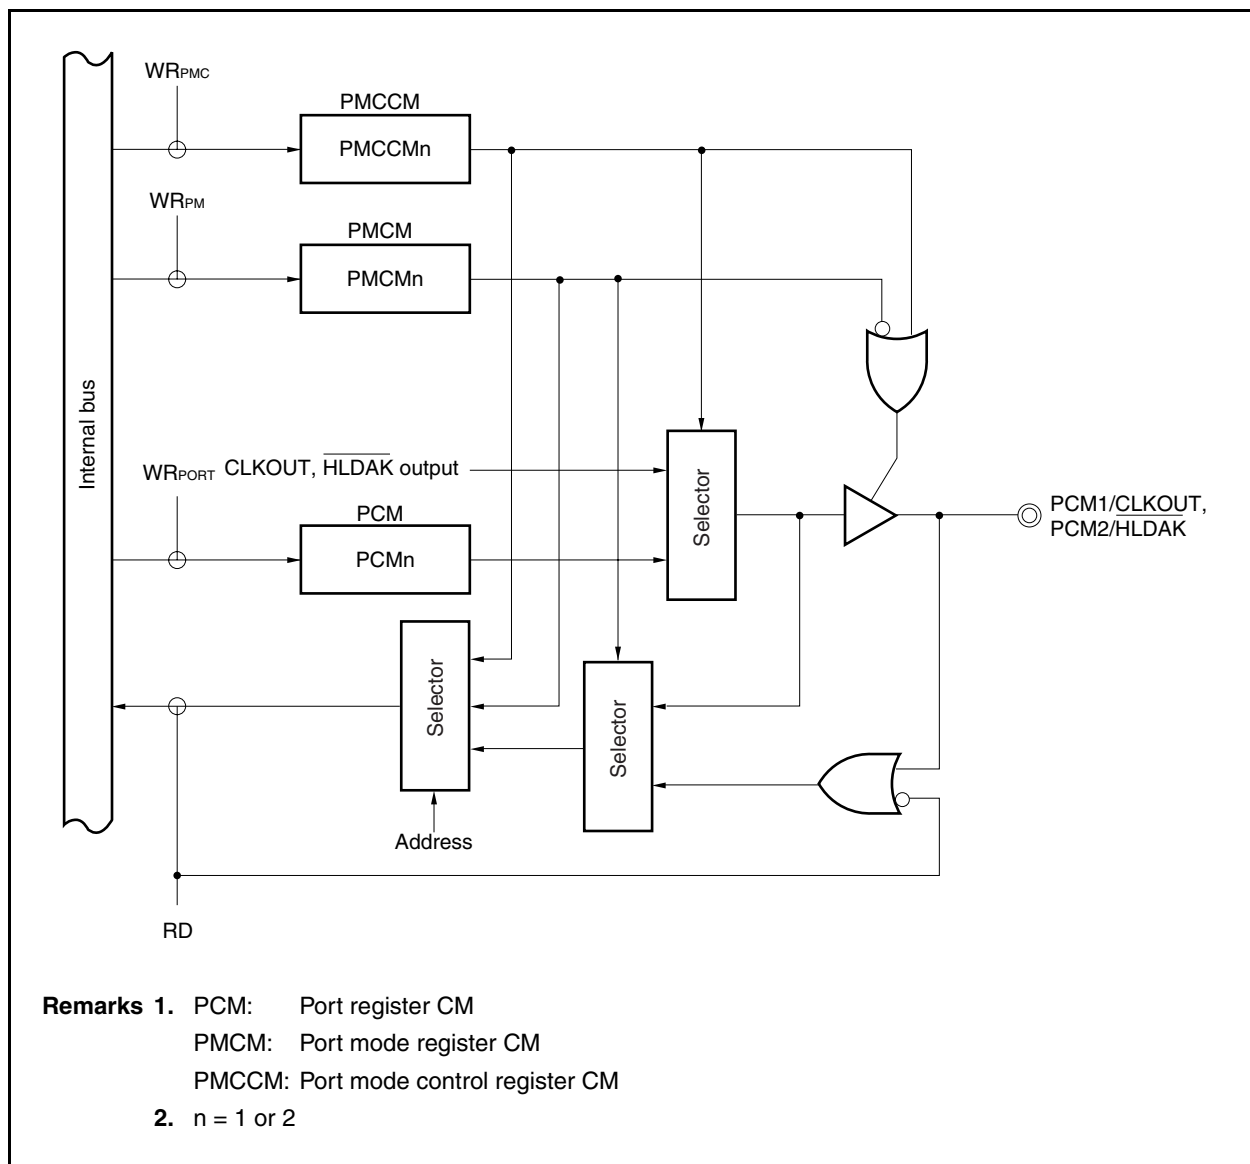 WRPMC
PMCCM
PMCCMn
WRPM
PMCM
PMCMn
Internal bus
WRPORT
CLKOUT, HLDAK output
PCM
PCMn
Selector
PCM1/CLKOUT,
PCM2/HLDAK
Selector
Selector
Address
RD
Remarks 1. PCM: Port register CM
PMCM: Port mode register CM
PMCCM: Port mode control register CM
2. n = 1 or 2